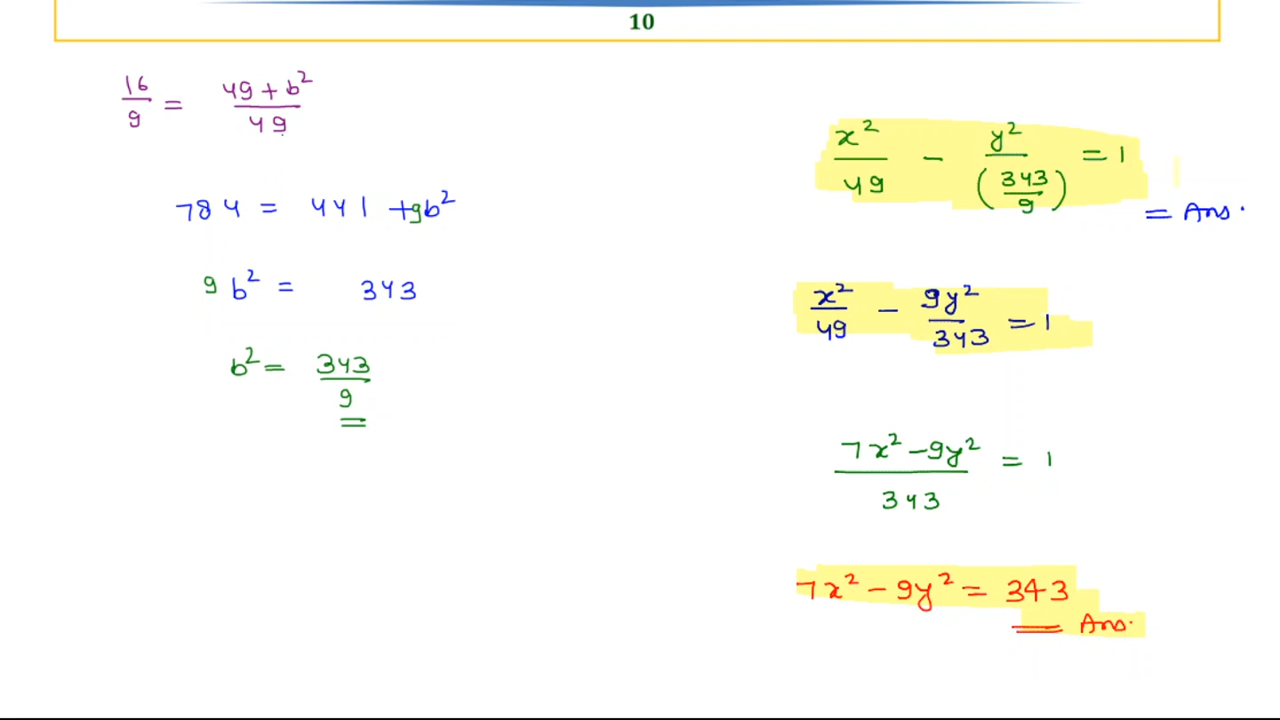 10
16/9 = (49 + b²)/49
784 = 441 + 9b²
9b² = 343
b² = 343/9
x²/49 - y²/(343/9) = 1
= Ans.
x²/49 - 9y²/343 = 1
(7x² - 9y²)/343 = 1
7x² - 9y² = 343
Ans.